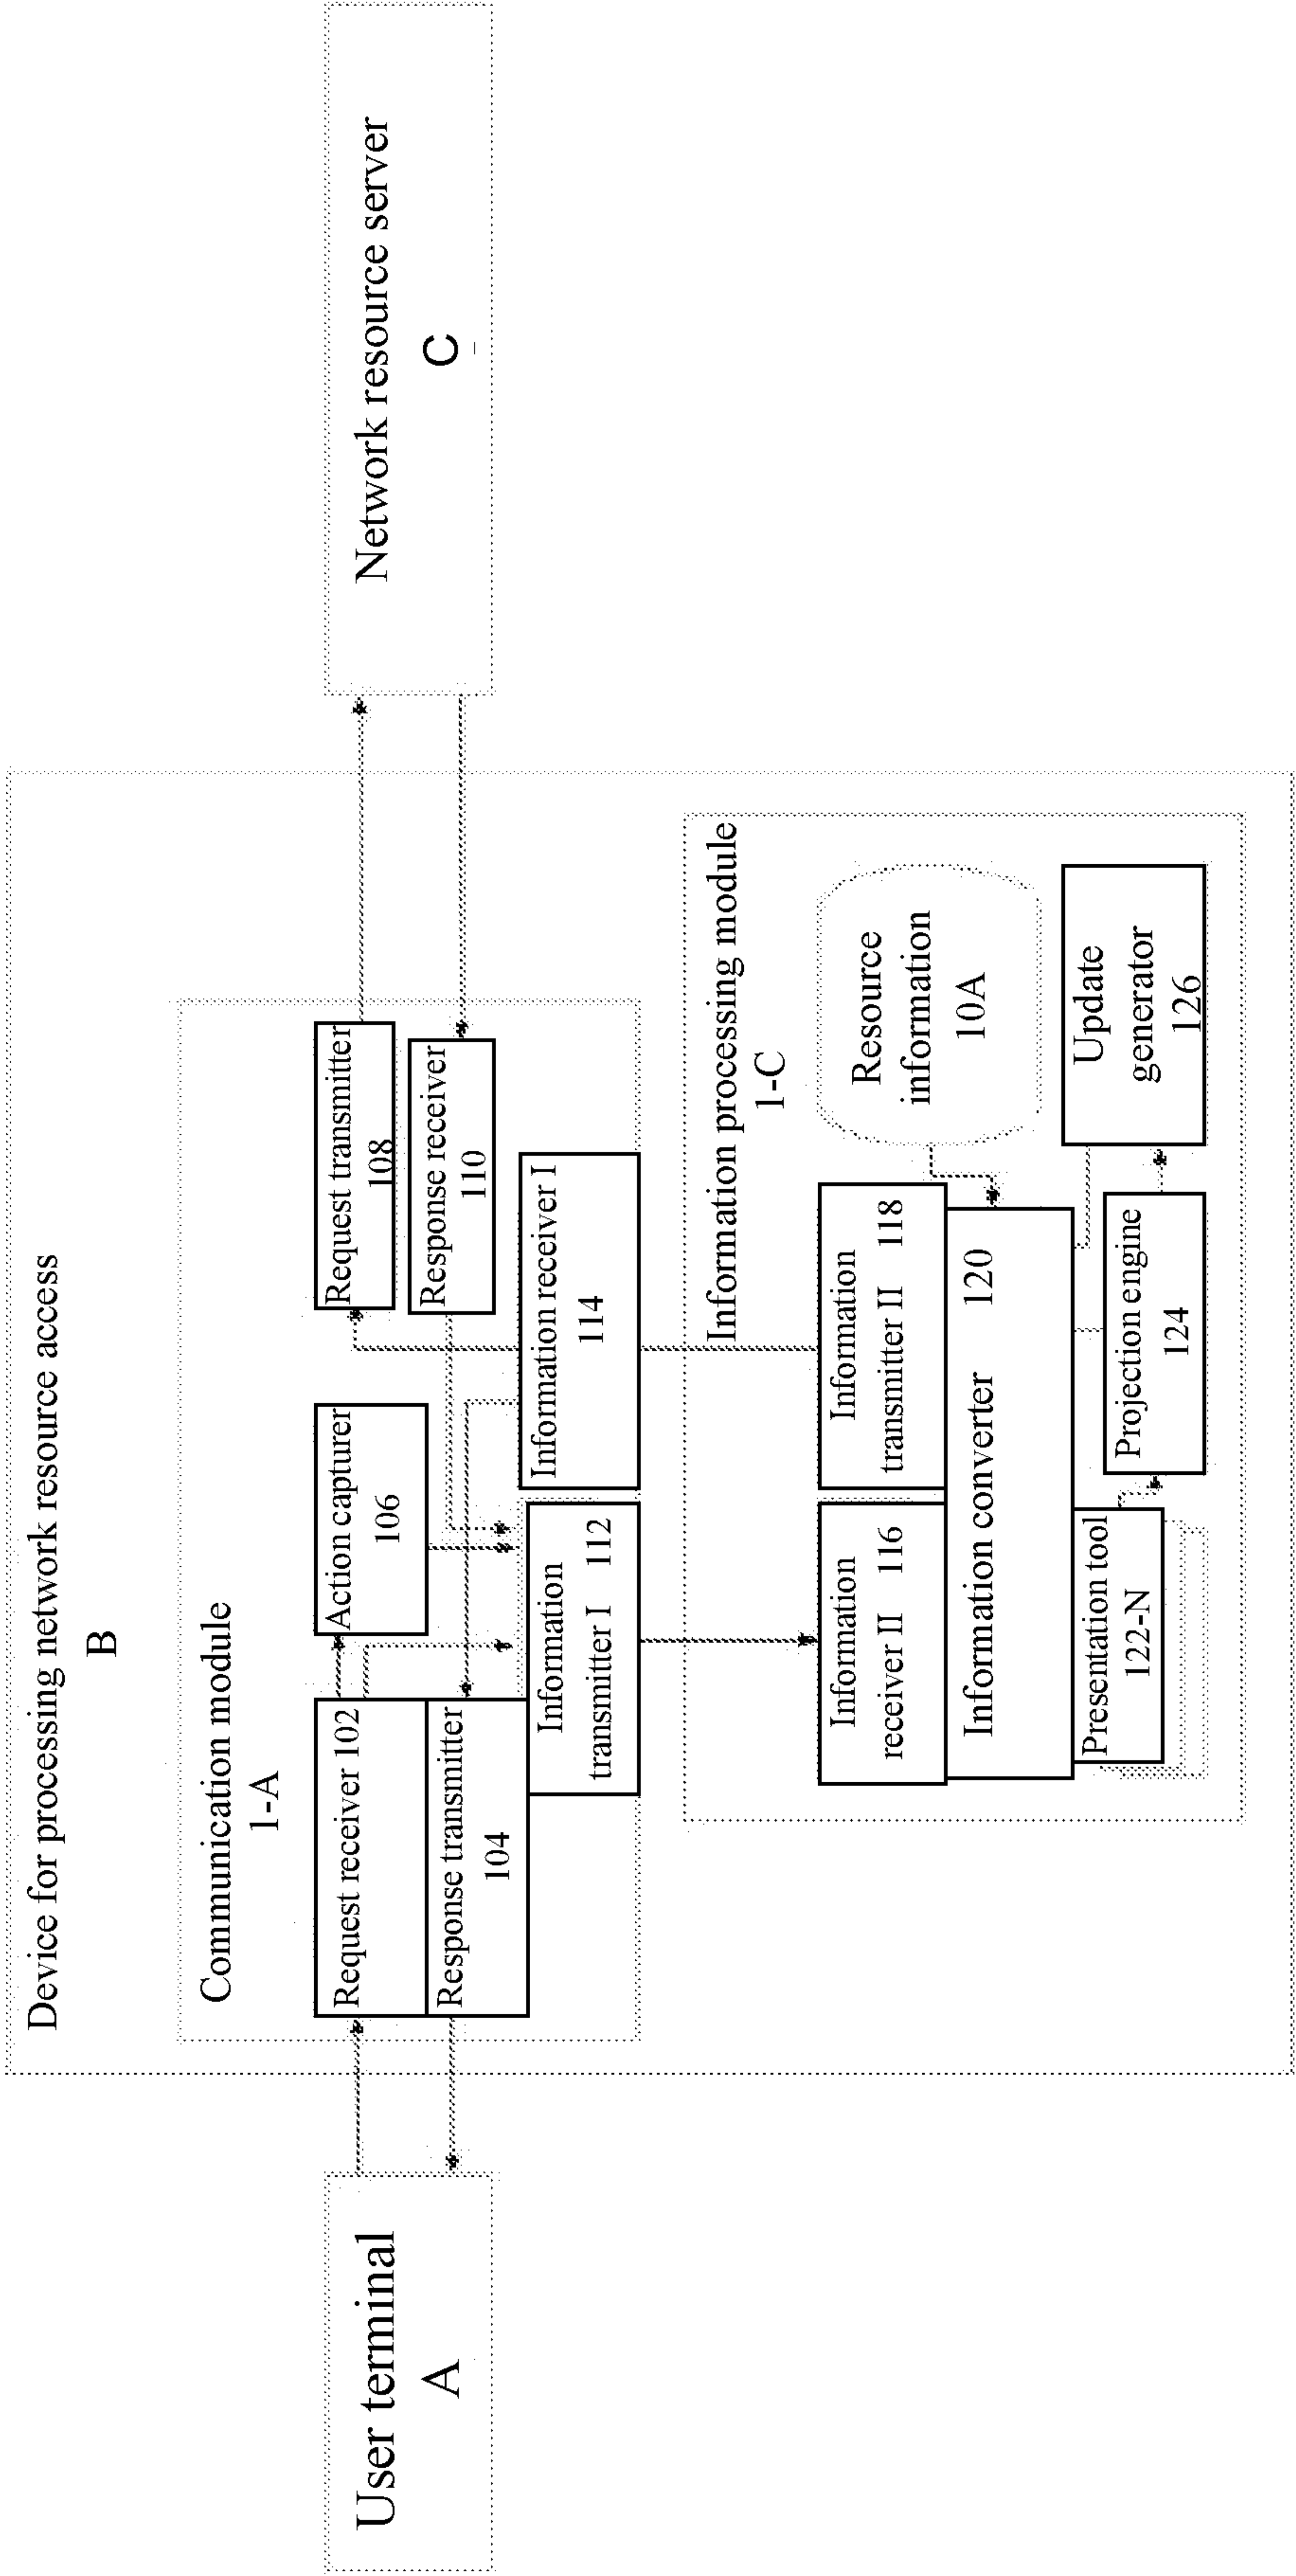 Device for processing network resource access
B
Communication module
1-A
User terminal
A
Request receiver 102
Response transmitter
104
Action capturer
106
Request transmitter
108
Response receiver
110
Information
transmitter I 112
Information receiver I
114
Network resource server
C
Information processing module
1-C
Information
receiver II 116
Information
transmitter II 118
Information converter 120
Resource
information
10A
Presentation tool
122-N
Projection engine
124
Update
generator
126